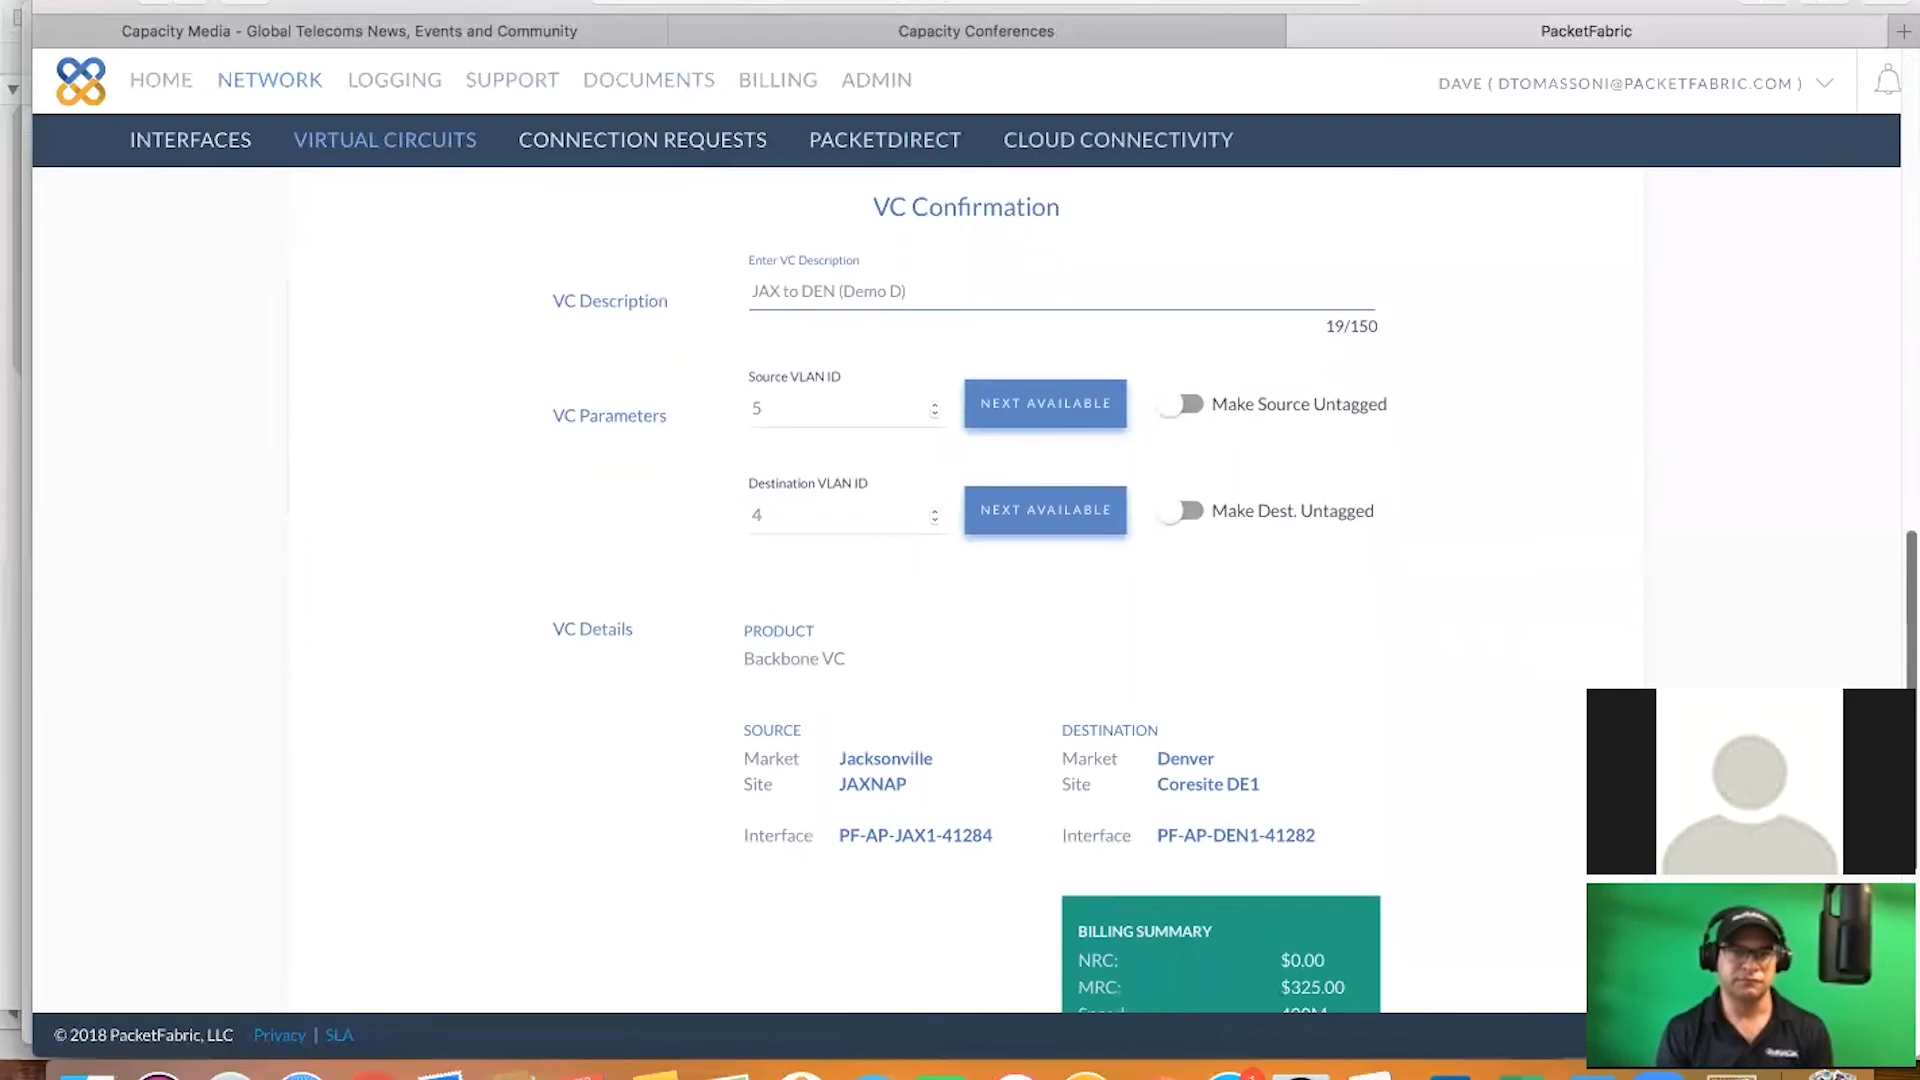 Capacity Media - Global Telecoms News, Events and Community
Capacity Conferences
PacketFabric
HOME NETWORK LOGGING SUPPORT DOCUMENTS BILLING ADMIN
DAVE ( DTOMASSONI@PACKETFABRIC.COM )
INTERFACES VIRTUAL CIRCUITS CONNECTION REQUESTS PACKETDIRECT CLOUD CONNECTIVITY
VC Confirmation
Enter VC Description
VC Description
JAX to DEN (Demo D)
19/150
Source VLAN ID
VC Parameters
5
NEXT AVAILABLE
Make Source Untagged
Destination VLAN ID
4
NEXT AVAILABLE
Make Dest. Untagged
VC Details
PRODUCT
Backbone VC
SOURCE
Market Jacksonville
Site JAXNAP
Interface PF-AP-JAX1-41284
DESTINATION
Market Denver
Site Coresite DE1
Interface PF-AP-DEN1-41282
BILLING SUMMARY
NRC: $0.00
MRC: $325.00
© 2018 PacketFabric, LLC Privacy | SLA